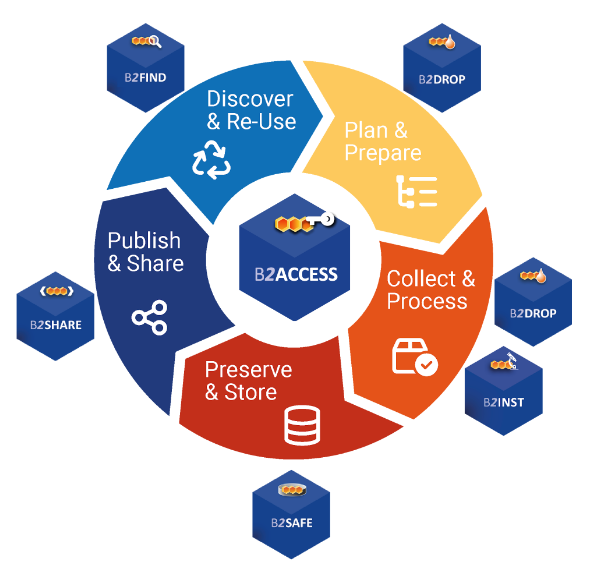 B2FIND
B2DROP
Discover
& Re-Use
Plan &
Prepare
Publish
& Share
B2ACCESS
Collect &
Process
B2SHARE
B2DROP
Preserve
& Store
B2INST
B2SAFE